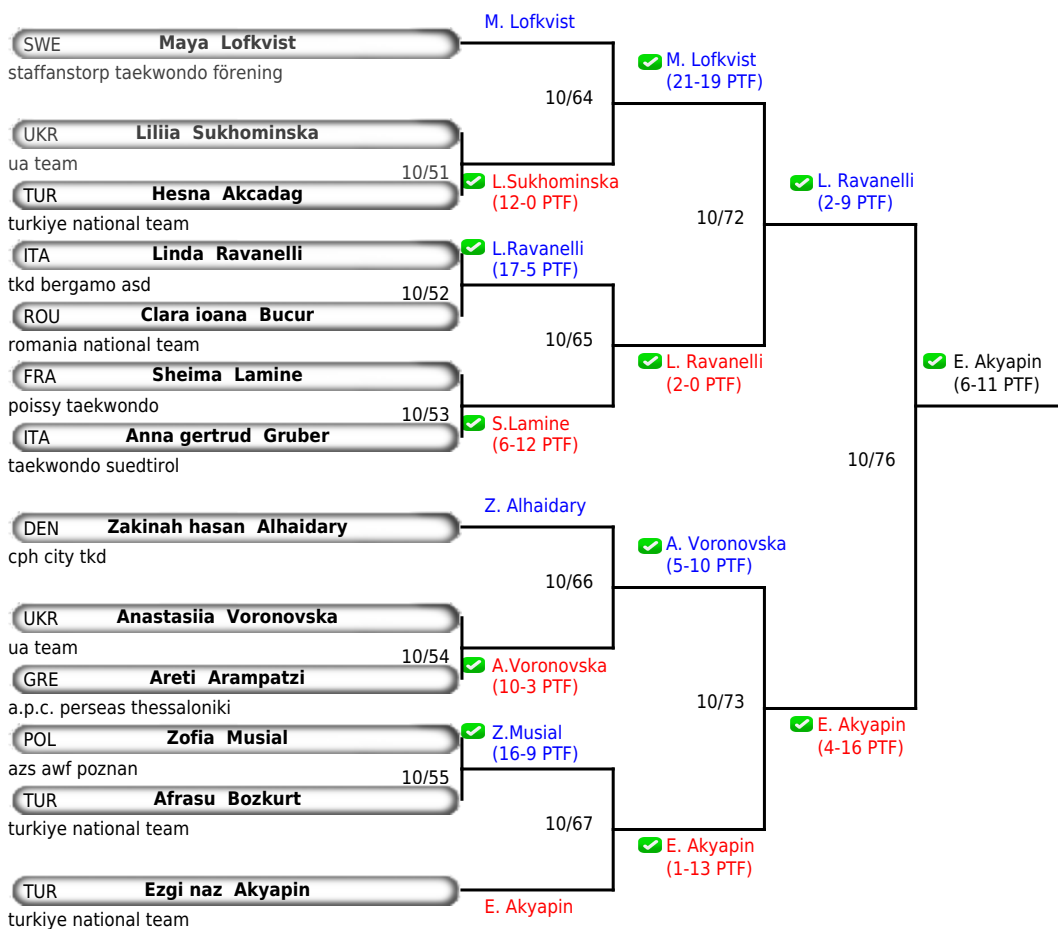 M. Lofkvist
SWE Maya Lofkvist
staffanstorp taekwondo förening
M. Lofkvist
(21-19 PTF)
10/64
UKR Liliia Sukhominska
ua team
10/51
L.Sukhominska
(12-0 PTF)
TUR Hesna Akcadag
turkiye national team
L. Ravanelli
(2-9 PTF)
10/72
ITA Linda Ravanelli
L.Ravanelli
(17-5 PTF)
tkd bergamo asd
10/52
ROU Clara ioana Bucur
romania national team
10/65
L. Ravanelli
(2-0 PTF)
FRA Sheima Lamine
poissy taekwondo
10/53
S.Lamine
(6-12 PTF)
ITA Anna gertrud Gruber
taekwondo suedtirol
E. Akyapin
(6-11 PTF)
10/76
Z. Alhaidary
DEN Zakinah hasan Alhaidary
cph city tkd
A. Voronovska
(5-10 PTF)
10/66
UKR Anastasiia Voronovska
ua team
10/54
A.Voronovska
(10-3 PTF)
GRE Areti Arampatzi
a.p.c. perseas thessaloniki
10/73
E. Akyapin
(4-16 PTF)
POL Zofia Musial
Z.Musial
(16-9 PTF)
azs awf poznan
10/55
TUR Afrasu Bozkurt
turkiye national team
10/67
E. Akyapin
(1-13 PTF)
TUR Ezgi naz Akyapin
E. Akyapin
turkiye national team